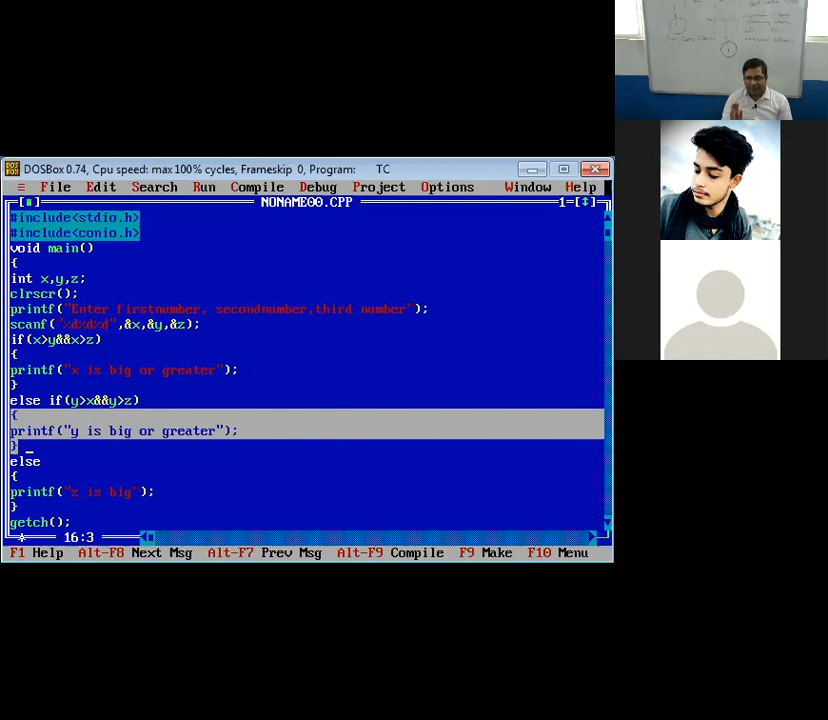 DOSBox 0.74, Cpu speed: max 100% cycles, Frameskip 0, Program: TC
≡ File Edit Search Run Compile Debug Project Options Window Help
[■] NONAME00.CPP 1=[↕]
#include<stdio.h>
#include<conio.h>
void main()
{
int x,y,z;
clrscr();
printf("Enter firstnumber, secondnumber,third number");
scanf("%d%d%d",&x,&y,&z);
if(x>y&&x>z)
{
printf("x is big or greater");
}
else if(y>x&&y>z)
{
printf("y is big or greater");
}
else
{
printf("z is big");
}
getch();
* 16:3
F1 Help Alt-F8 Next Msg Alt-F7 Prev Msg Alt-F9 Compile F9 Make F10 Menu